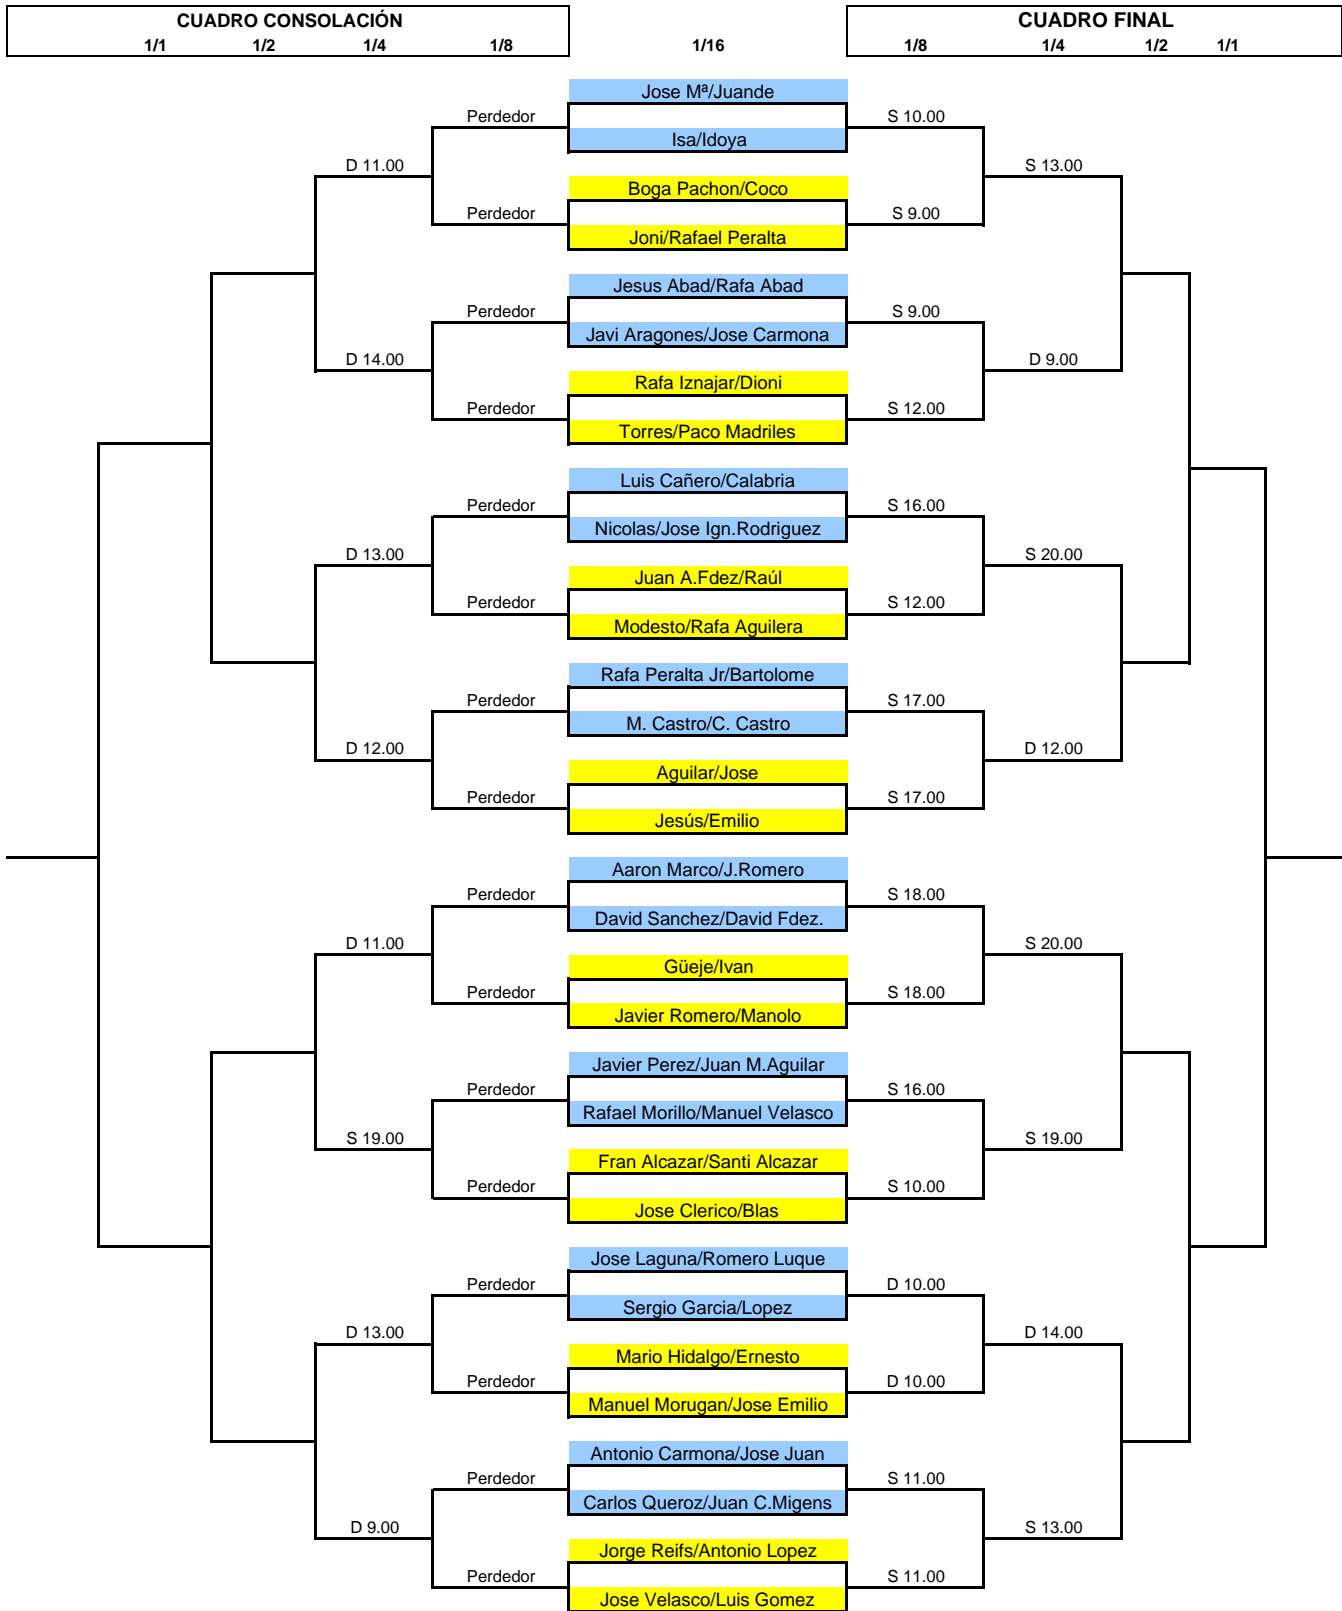 CUADRO CONSOLACIÓN
CUADRO FINAL
1/1 1/2 1/4 1/8 1/16 1/8 1/4 1/2 1/1
Jose Mª/Juande
Perdedor S 10.00
Isa/Idoya
D 11.00 S 13.00
Boga Pachon/Coco
Perdedor S 9.00
Joni/Rafael Peralta
Jesus Abad/Rafa Abad
Perdedor S 9.00
Javi Aragones/Jose Carmona
D 14.00 D 9.00
Rafa Iznajar/Dioni
Perdedor S 12.00
Torres/Paco Madriles
Luis Cañero/Calabria
Perdedor S 16.00
Nicolas/Jose Ign.Rodriguez
D 13.00 S 20.00
Juan A.Fdez/Raúl
Perdedor S 12.00
Modesto/Rafa Aguilera
Rafa Peralta Jr/Bartolome
Perdedor S 17.00
M. Castro/C. Castro
D 12.00 D 12.00
Aguilar/Jose
Perdedor S 17.00
Jesús/Emilio
Aaron Marco/J.Romero
Perdedor S 18.00
David Sanchez/David Fdez.
D 11.00 S 20.00
Güeje/Ivan
Perdedor S 18.00
Javier Romero/Manolo
Javier Perez/Juan M.Aguilar
Perdedor S 16.00
Rafael Morillo/Manuel Velasco
S 19.00 S 19.00
Fran Alcazar/Santi Alcazar
Perdedor S 10.00
Jose Clerico/Blas
Jose Laguna/Romero Luque
Perdedor D 10.00
Sergio Garcia/Lopez
D 13.00 D 14.00
Mario Hidalgo/Ernesto
Perdedor D 10.00
Manuel Morugan/Jose Emilio
Antonio Carmona/Jose Juan
Perdedor S 11.00
Carlos Queroz/Juan C.Migens
D 9.00 S 13.00
Jorge Reifs/Antonio Lopez
Perdedor S 11.00
Jose Velasco/Luis Gomez